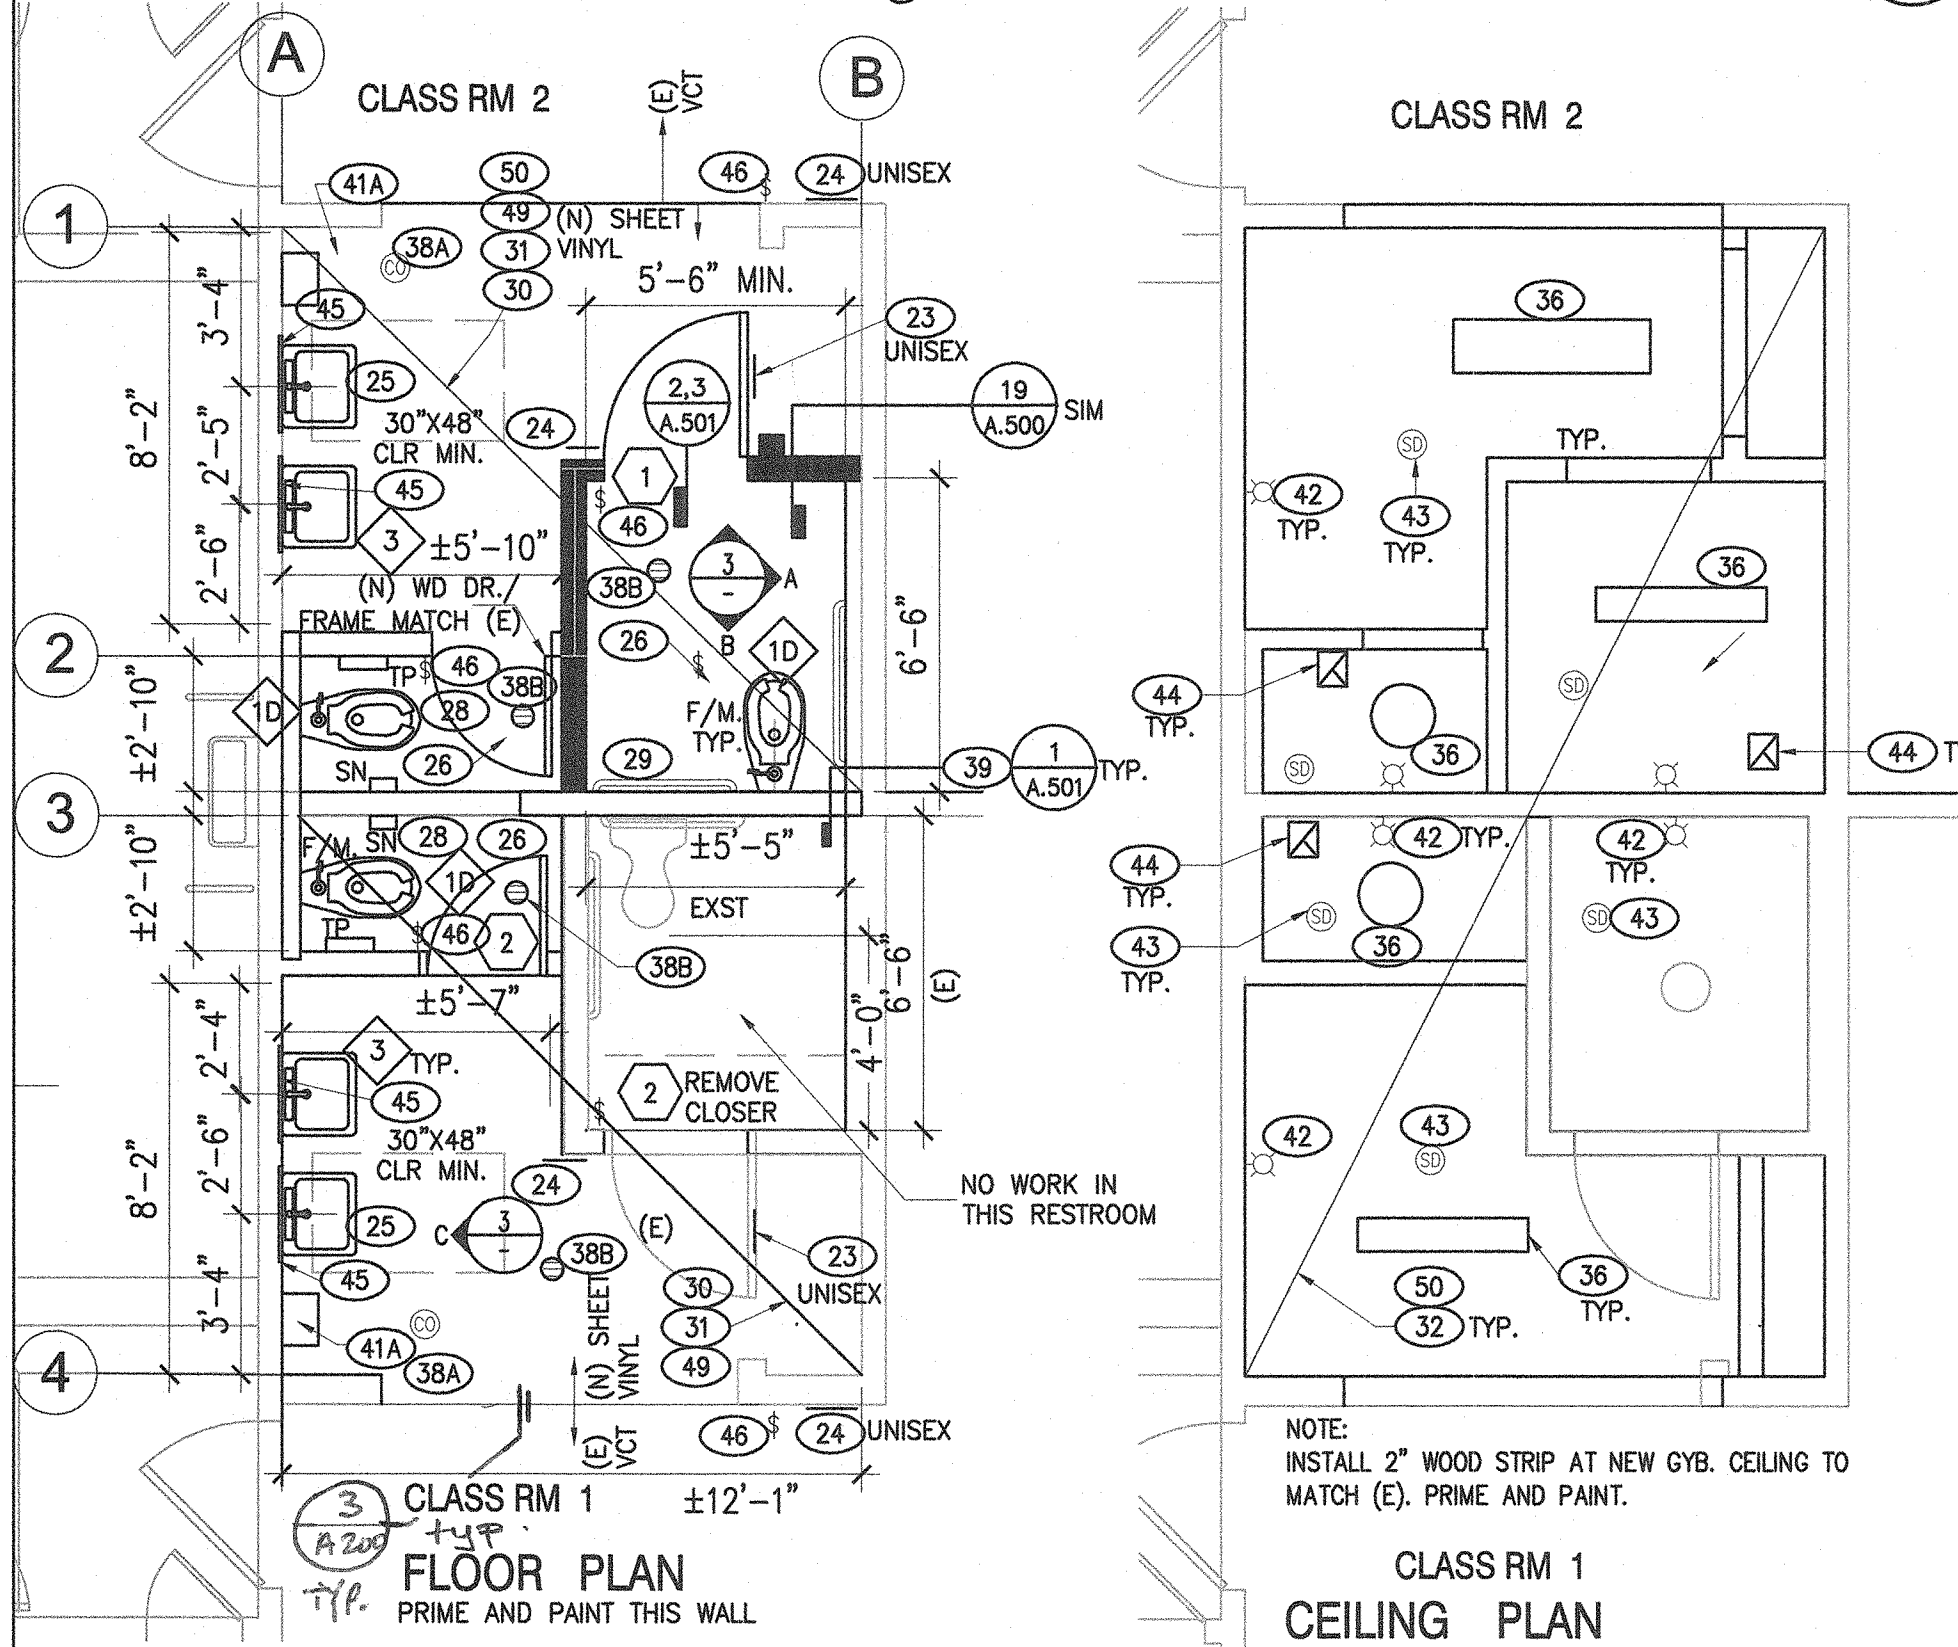 A
B
CLASS RM 2
(E)
VCT
41A
50
46
24 UNISEX
$
1
49 (N) SHEET
38A
31 VINYL
CO
30
5'-6" MIN.
3'-4"
45
23
UNISEX
25
2,3
A.501
19
A.500
SIM
8'-2"
30"X48"
CLR MIN.
24
2'-5"
1
45
$
46
3
±5'-10"
3
-
A
B
2'-6"
(N) WD DR./
FRAME MATCH (E)
38B
6'-6"
2
26
1D
$
TP
$
46
38B
±2'-10"
1D
28
F/M.
TYP.
SN
26
29
39
1
A.501
TYP.
3
F/M.
SN
28
26
±5'-5"
±2'-10"
1D
EXST
TP
$
46
2
38B
6'-6"
(E)
±5'-7"
4'-0"
2'-4"
3
TYP.
45
2
REMOVE
CLOSER
$
30"X48"
CLR MIN.
8'-2"
2'-6"
24
NO WORK IN
THIS RESTROOM
25
C
3
-
(E)
38B
23
UNISEX
45
30
3'-4"
CO
31
41A
(N) SHEET
VINYL
49
4
38A
46
$
24 UNISEX
(E)
VCT
3
A200
typ.
CLASS RM 1
typ.
±12'-1"
FLOOR PLAN
PRIME AND PAINT THIS WALL
CLASS RM 2
36
SD
TYP.
42
TYP.
43
TYP.
36
44
TYP.
SD
36
SD
44
44
TYP.
42 TYP.
42
TYP.
SD
43
TYP.
36
SD 43
42
43
SD
50
32 TYP.
36
TYP.
NOTE:
INSTALL 2" WOOD STRIP AT NEW GYB. CEILING TO
MATCH (E). PRIME AND PAINT.
CLASS RM 1
CEILING PLAN